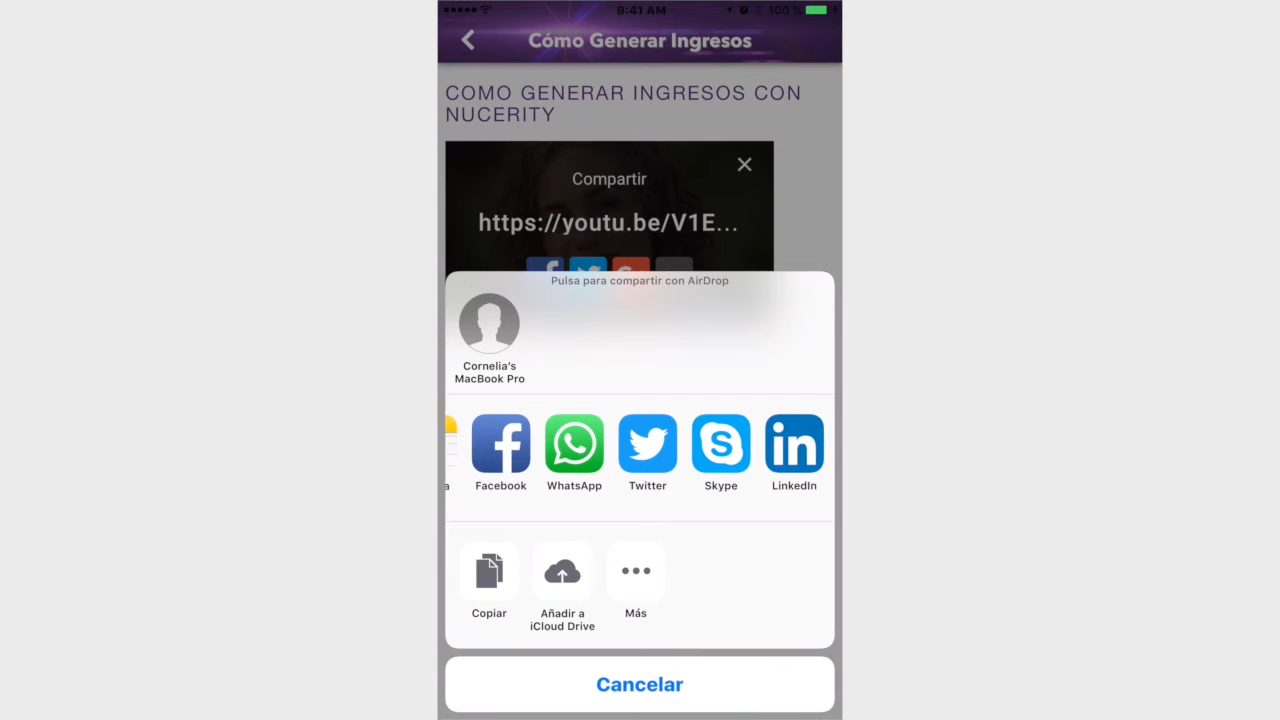 9:41 AM
100 %
Cómo Generar Ingresos
COMO GENERAR INGRESOS CON
NUCERITY
Compartir
https://youtu.be/V1E...
Pulsa para compartir con AirDrop
Cornelia's
MacBook Pro
a
Facebook
WhatsApp
Twitter
Skype
LinkedIn
Copiar
Añadir a
iCloud Drive
Más
Cancelar